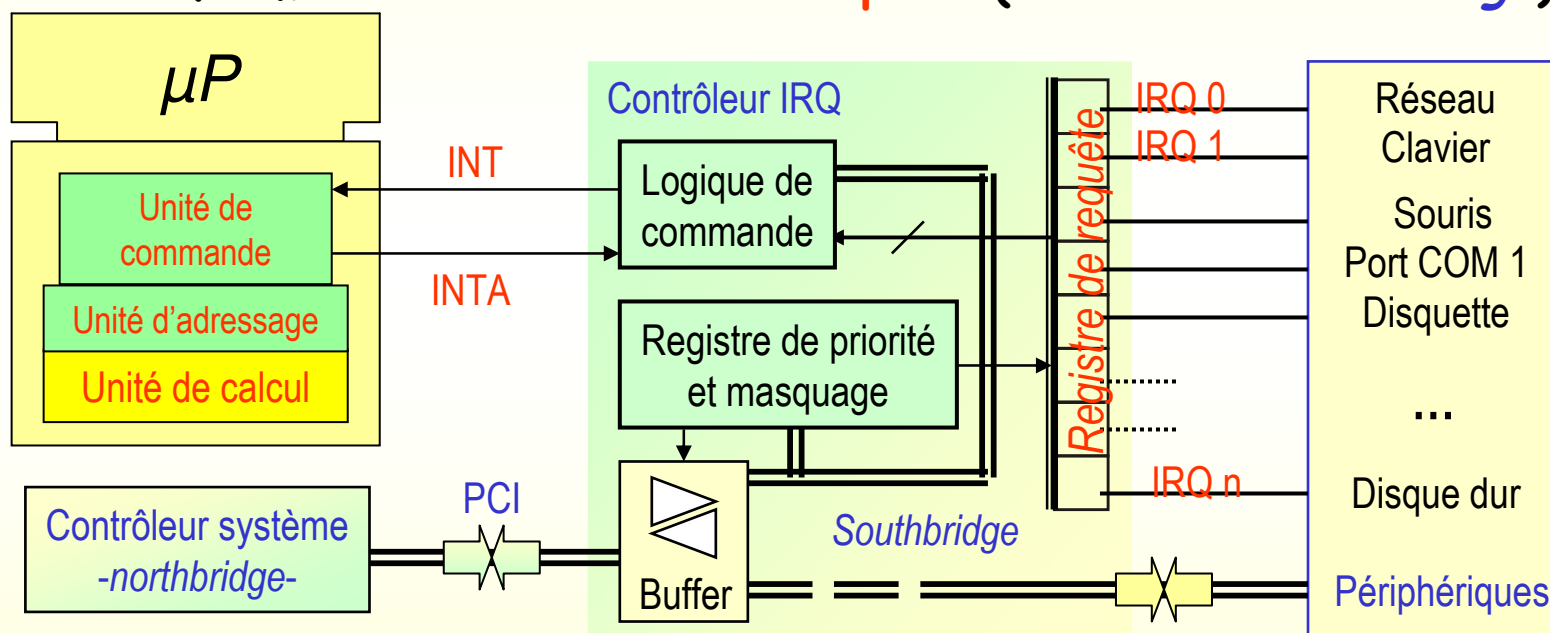 µP
Unité de
commande
Unité d'adressage
Unité de calcul
INT
INTA
Contrôleur IRQ
Logique de
commande
Registre de priorité
et masquage
Buffer
Southbridge
Registre de requête
IRQ 0
IRQ 1
IRQ n
Réseau
Clavier
Souris
Port COM 1
Disquette
...
Disque dur
Périphériques
Contrôleur système
-northbridge-
PCI